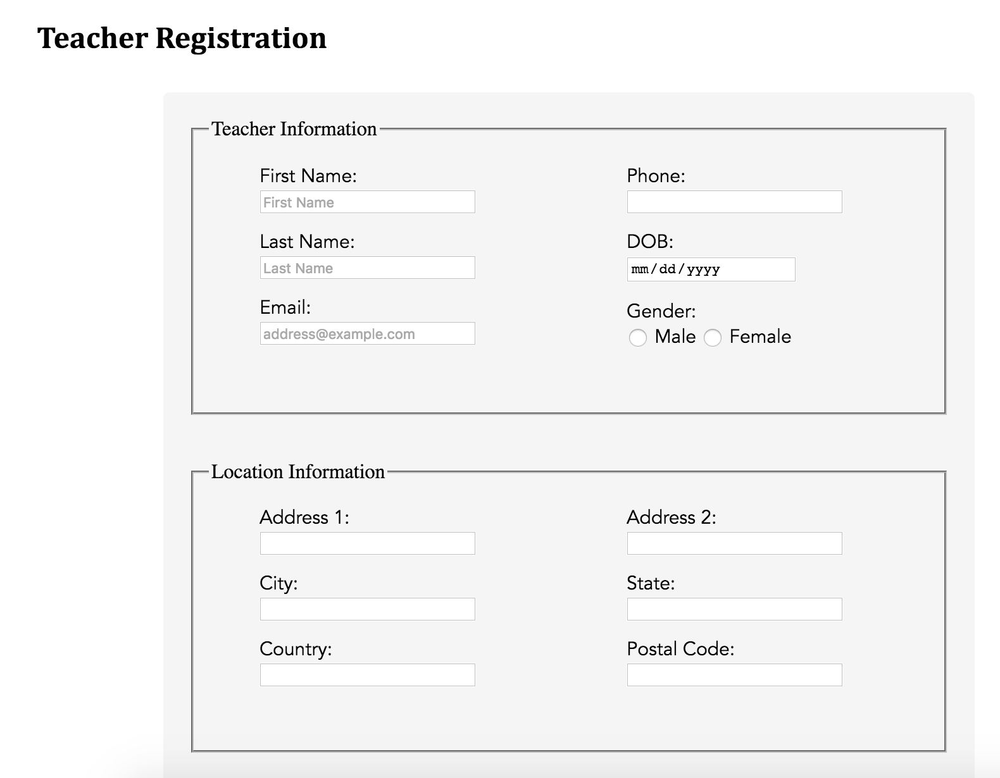 Teacher Registration
Teacher Information
First Name:
First Name
Last Name:
Last Name
Email:
address@example.com
Phone:
DOB:
mm/dd/yyyy
Gender:
Male Female
Location Information
Address 1:
Address 2:
City:
State:
Country:
Postal Code: